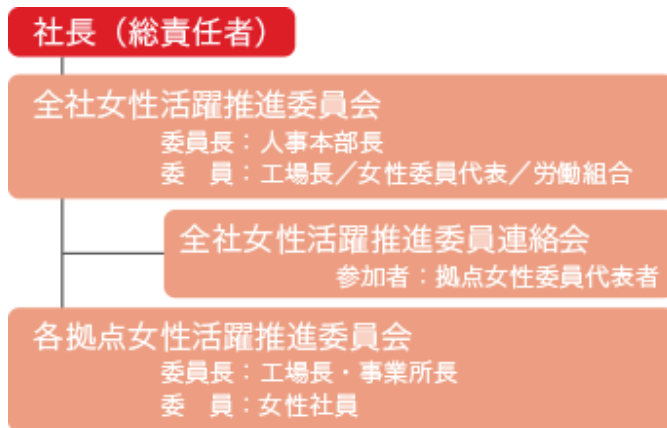 社長（総責任者）
全社女性活躍推進委員会
委員長：人事本部長
委　員：工場長／女性委員代表／労働組合
全社女性活躍推進委員連絡会
参加者：拠点女性委員代表者
各拠点女性活躍推進委員会
委員長：工場長・事業所長
委　員：女性社員